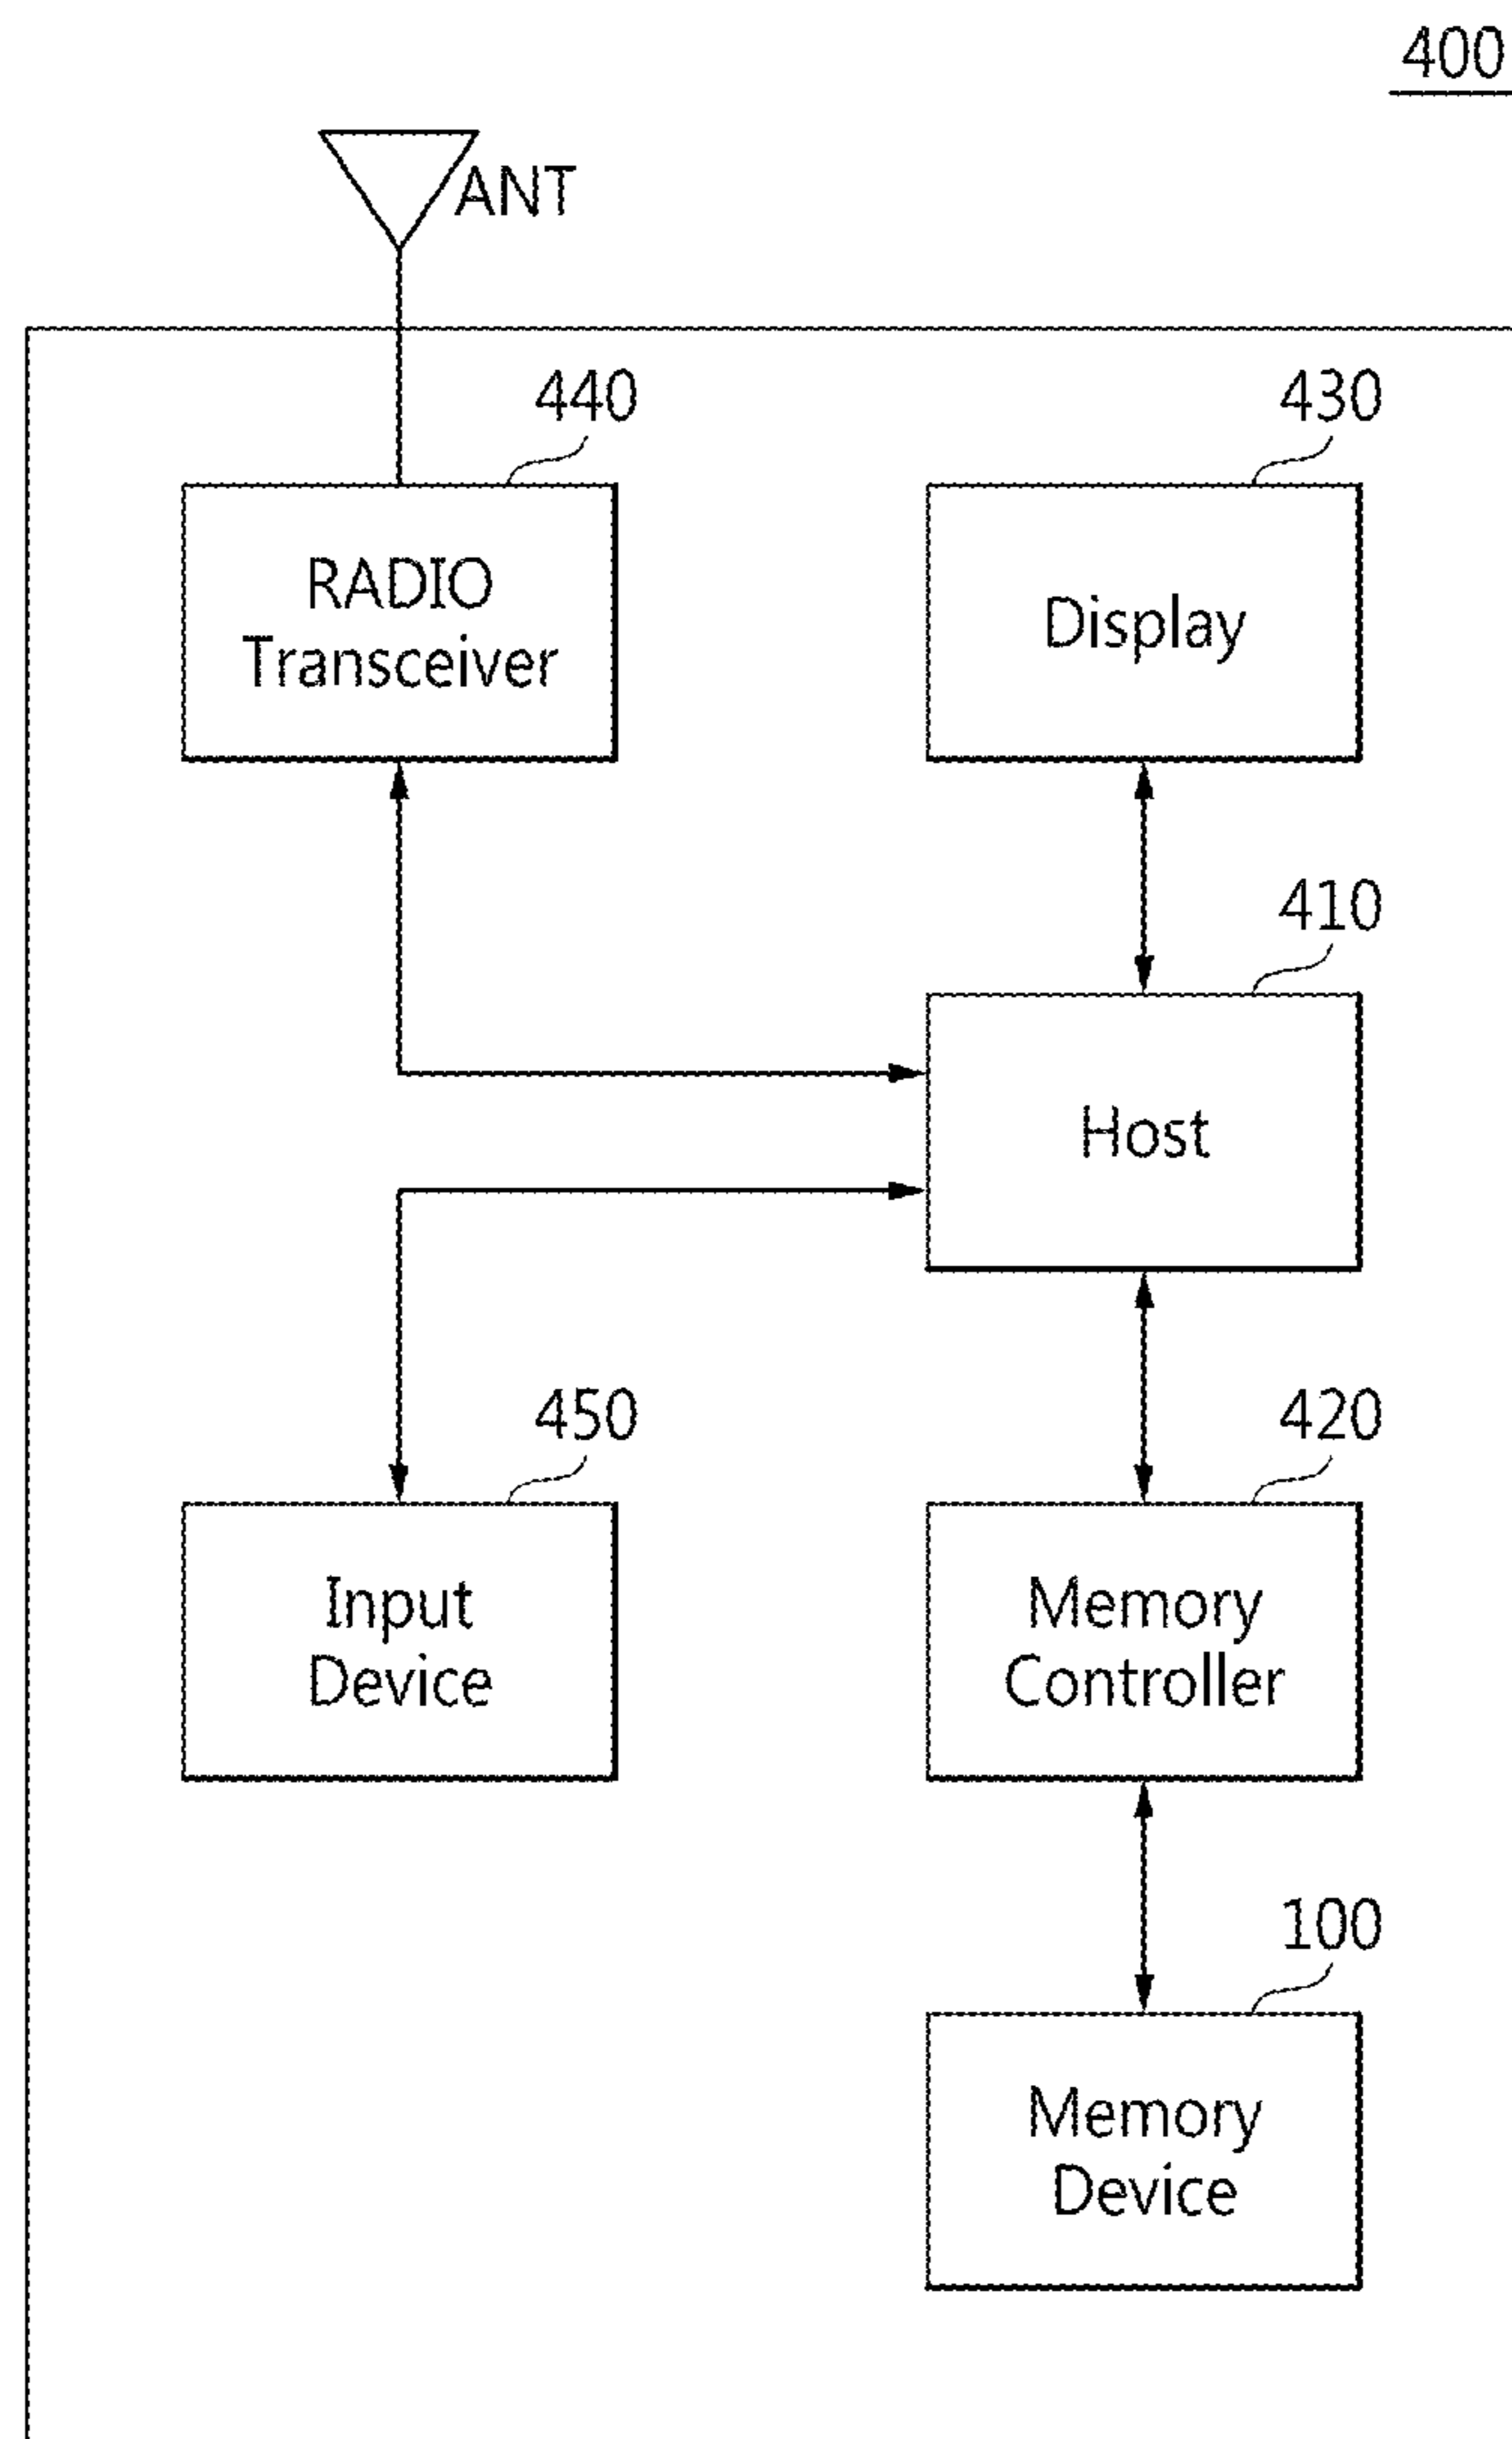 400
ANT
440
430
RADIO
Transceiver
Display
410
Host
450
420
Input
Device
Memory
Controller
100
Memory
Device